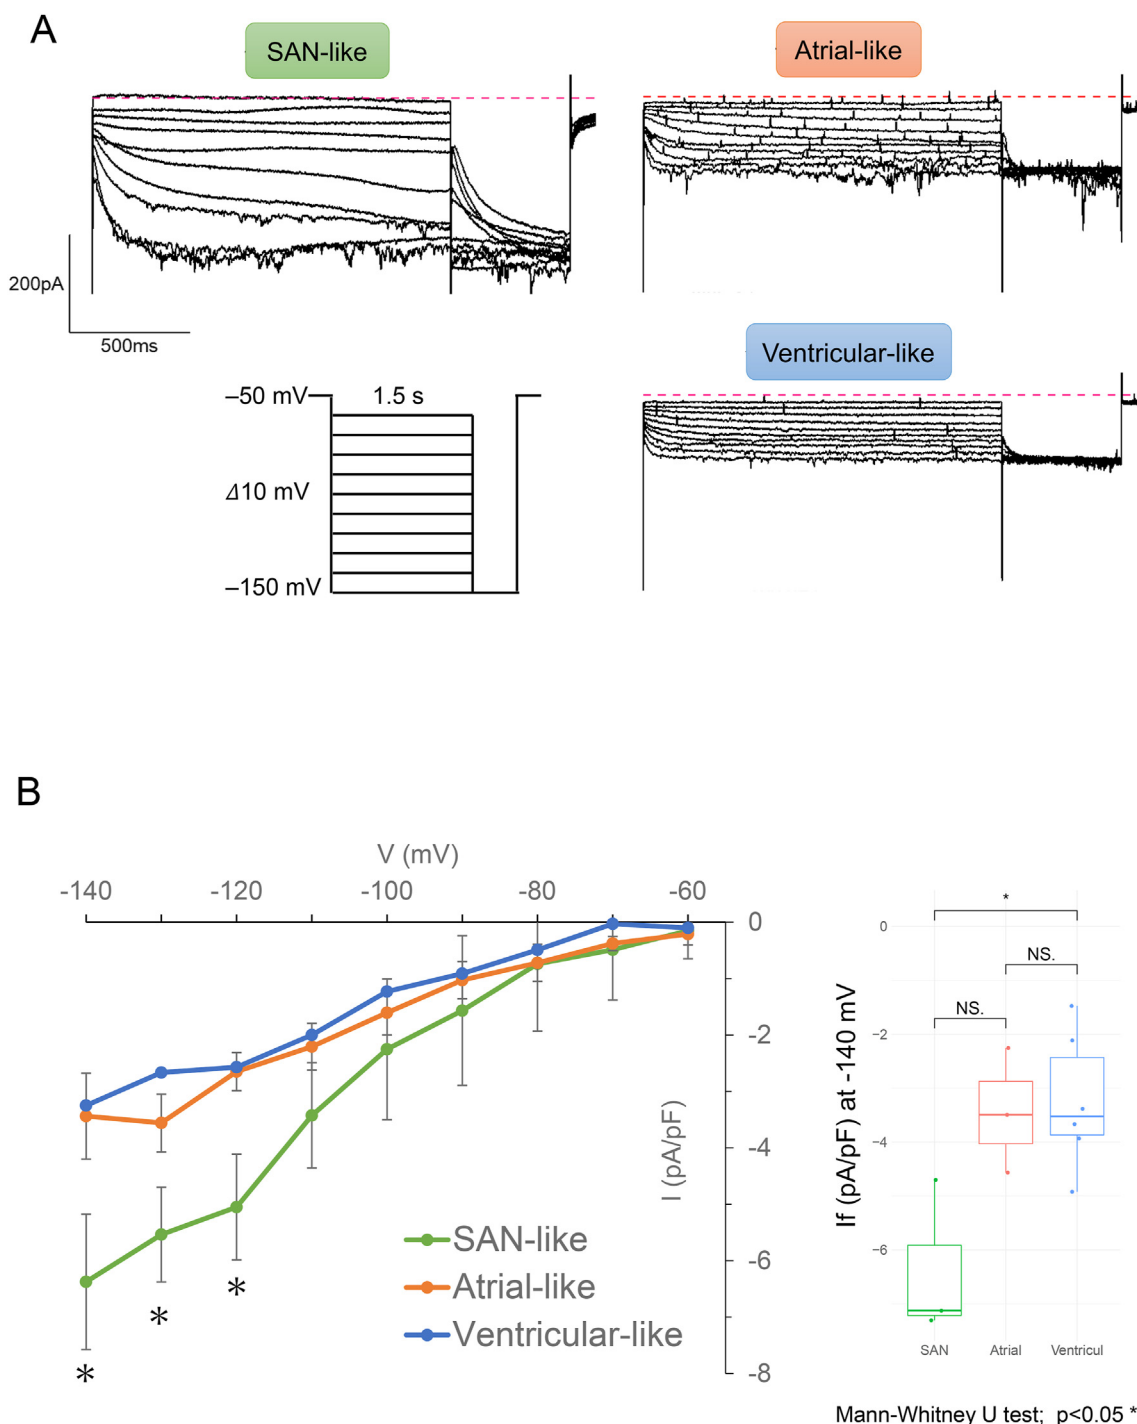 A
SAN-like
Atrial-like
200pA
500ms
Ventricular-like
–50 mV
1.5 s
Δ10 mV
–150 mV
B
V (mV)
-140 -120 -100 -80 -60
0
-2
-4
-6
-8
I (pA/pF)
SAN-like
Atrial-like
Ventricular-like
*
*
*
If (pA/pF) at -140 mV
*
NS.
NS.
0
−2
−4
−6
SAN Atrial Ventricul
Mann-Whitney U test; p<0.05 *